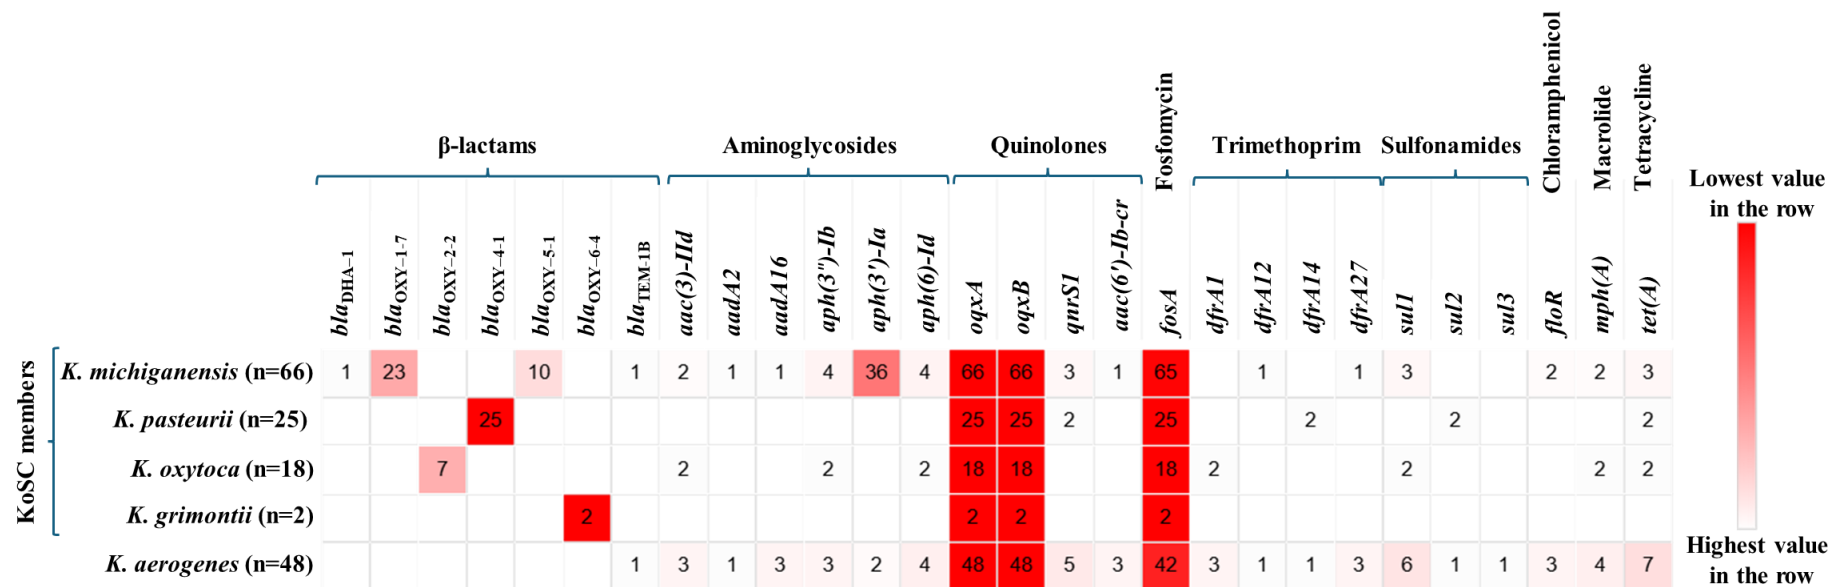 β-lactams Aminoglycosides Quinolones Fosfomycin Trimethoprim Sulfonamides Chloramphenicol Macrolide Tetracycline
blaDHA–1 blaOXY–1-7 blaOXY–2-2 blaOXY–4-1 blaOXY–5-1 blaOXY–6-4 blaTEM-1B aac(3)-IId aadA2 aadA16 aph(3'')-Ib aph(3')-Ia aph(6)-Id oqxA oqxB qnrS1 aac(6')-Ib-cr fosA dfrA1 dfrA12 dfrA14 dfrA27 sul1 sul2 sul3 floR mph(A) tet(A)
KoSC members
K. michiganensis (n=66) 1 23 10 1 2 1 1 4 36 4 66 66 3 1 65 1 1 3 2 2 3
K. pasteurii (n=25) 25 25 25 2 25 2 2 2
K. oxytoca (n=18) 7 2 2 2 18 18 18 2 2 2 2
K. grimontii (n=2) 2 2 2 2
K. aerogenes (n=48) 1 3 1 3 3 2 4 48 48 5 3 42 3 1 1 3 6 1 1 3 4 7
Lowest value
in the row
Highest value
in the row